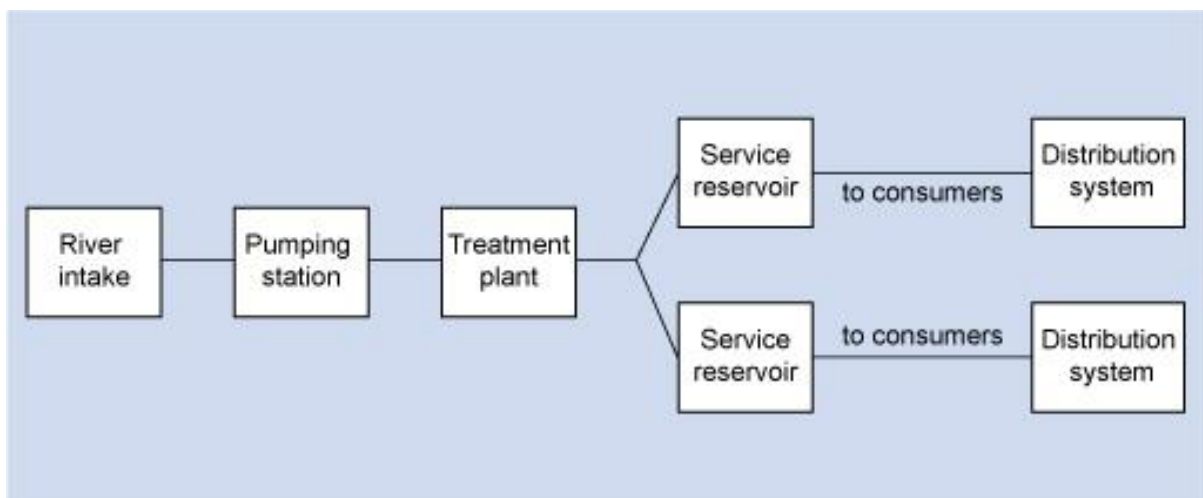 River
intake
Pumping
station
Treatment
plant
Service
reservoir
to consumers
Distribution
system
Service
reservoir
to consumers
Distribution
system